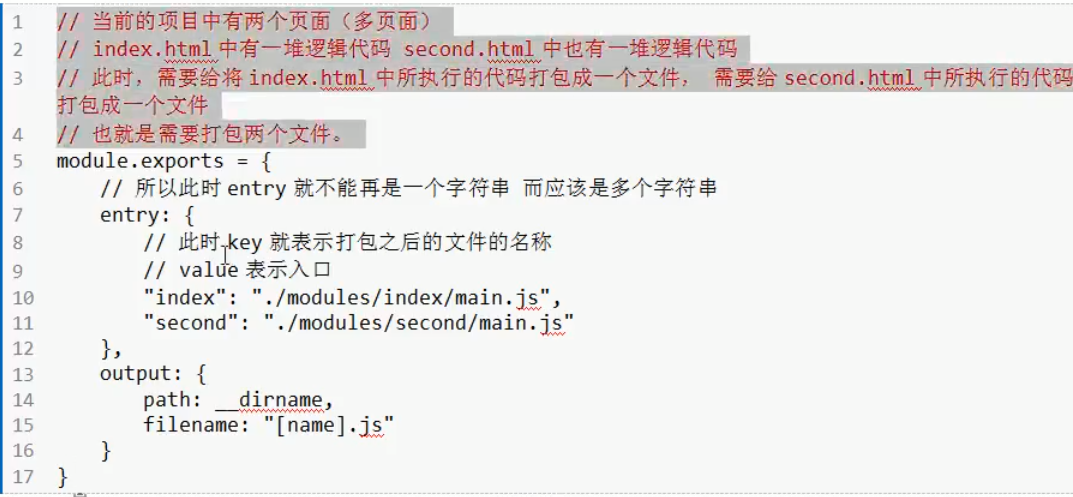 1 // 当前的项目中有两个页面（多页面）
2 // index.html 中有一堆逻辑代码 second.html 中也有一堆逻辑代码
3 // 此时，需要给将 index.html 中所执行的代码打包成一个文件， 需要给 second.html 中所执行的代码
打包成一个文件
4 // 也就是需要打包两个文件。
5 module.exports = {
6 // 所以此时 entry 就不能再是一个字符串 而应该是多个字符串
7 entry: {
8 // 此时 key 就表示打包之后的文件的名称
9 // value 表示入口
10 "index": "./modules/index/main.js",
11 "second": "./modules/second/main.js"
12 },
13 output: {
14 path: __dirname,
15 filename: "[name].js"
16 }
17 }